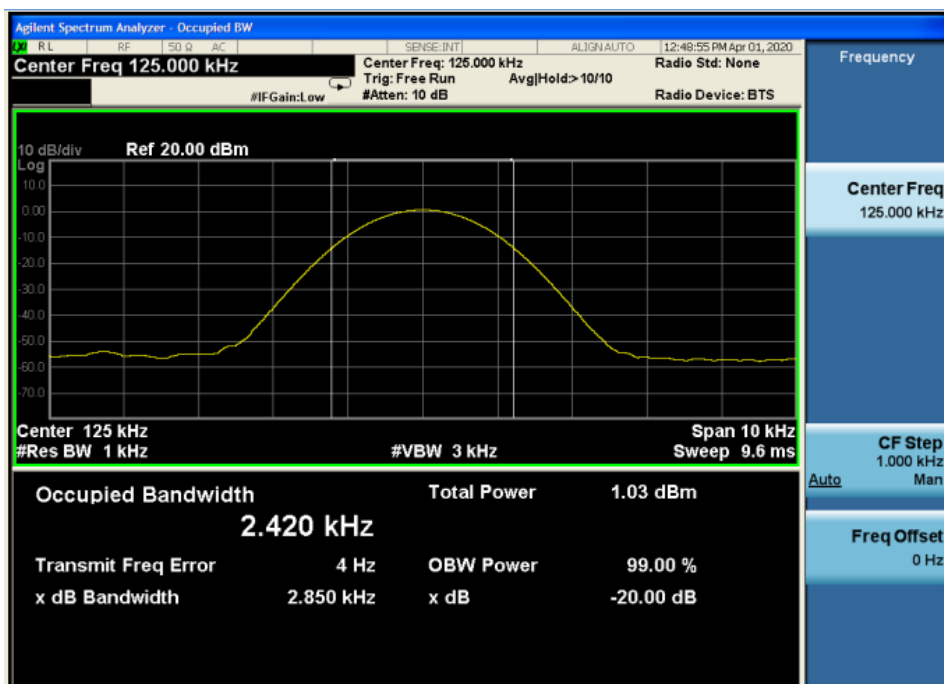 Agilent Spectrum Analyzer - Occupied BW
LXI RL RF 50 Ω AC SENSE:INT ALIGN AUTO 12:48:55 PM Apr 01, 2020
Center Freq 125.000 kHz Center Freq: 125.000 kHz Radio Std: None Frequency
Trig: Free Run Avg|Hold:> 10/10
#IFGain:Low #Atten: 10 dB Radio Device: BTS
10 dB/div Ref 20.00 dBm
Log
10.0
0.00
-10.0
-20.0
-30.0
-40.0
-50.0
-60.0
-70.0
Center Freq
125.000 kHz
Center 125 kHz Span 10 kHz
#Res BW 1 kHz #VBW 3 kHz Sweep 9.6 ms
CF Step
1.000 kHz
Auto Man
Occupied Bandwidth Total Power 1.03 dBm
2.420 kHz
Transmit Freq Error 4 Hz OBW Power 99.00 %
x dB Bandwidth 2.850 kHz x dB -20.00 dB
Freq Offset
0 Hz